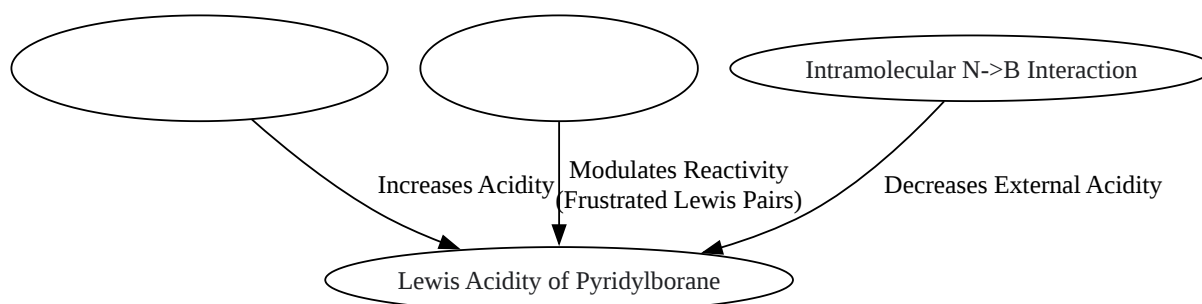 Intramolecular N->B Interaction
Increases Acidity
Modulates Reactivity
(Frustrated Lewis Pairs)
Decreases External Acidity
Lewis Acidity of Pyridylborane